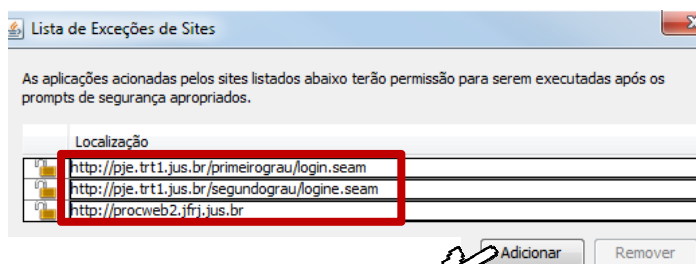 Lista de Exceções de Sites
As aplicações acionadas pelos sites listados abaixo terão permissão para serem executadas após os
prompts de segurança apropriados.
Localização
http://pje.trt1.jus.br/primeirograu/login.seam
http://pje.trt1.jus.br/segundograu/logine.seam
http://procweb2.jfrj.jus.br
Adicionar Remover